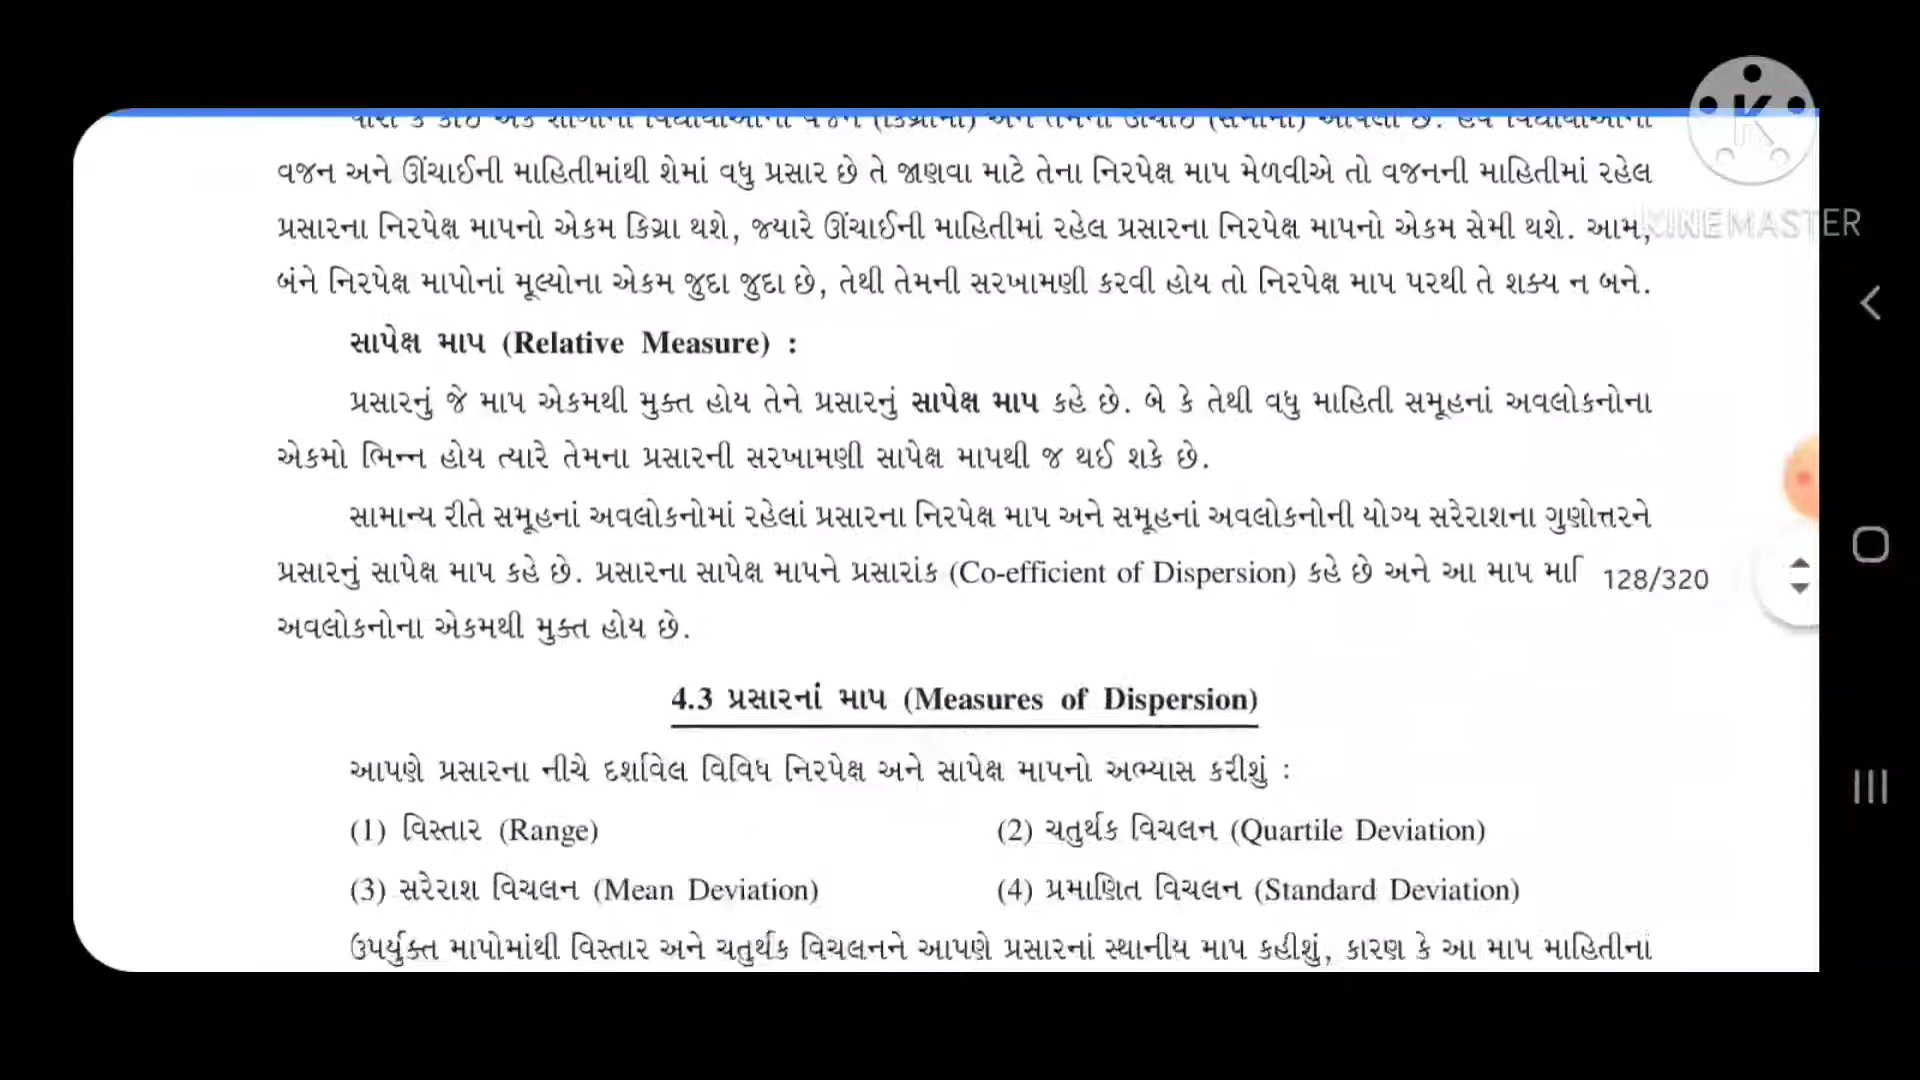 વજન અને ઊંચાઈની માહિતીમાંથી શેમાં વધુ પ્રસાર છે તે જાણવા માટે તેના નિરપેક્ષ માપ મેળવીએ તો વજનની માહિતીમાં રહેલ
પ્રસારના નિરપેક્ષ માપનો એકમ કિગ્રા થશે, જ્યારે ઊંચાઈની માહિતીમાં રહેલ પ્રસારના નિરપેક્ષ માપનો એકમ સેમી થશે. આમ,
KINEMASTER
બંને નિરપેક્ષ માપોનાં મૂલ્યોના એકમ જુદા જુદા છે, તેથી તેમની સરખામણી કરવી હોય તો નિરપેક્ષ માપ પરથી તે શક્ય ન બને.
સાપેક્ષ માપ (Relative Measure) :
પ્રસારનું જે માપ એકમથી મુક્ત હોય તેને પ્રસારનું સાપેક્ષ માપ કહે છે. બે કે તેથી વધુ માહિતી સમૂહનાં અવલોકનોના
એકમો ભિન્ન હોય ત્યારે તેમના પ્રસારની સરખામણી સાપેક્ષ માપથી જ થઈ શકે છે.
સામાન્ય રીતે સમૂહનાં અવલોકનોમાં રહેલાં પ્રસારના નિરપેક્ષ માપ અને સમૂહનાં અવલોકનોની યોગ્ય સરેરાશના ગુણોત્તરને
પ્રસારનું સાપેક્ષ માપ કહે છે. પ્રસારના સાપેક્ષ માપને પ્રસારાંક (Co-efficient of Dispersion) કહે છે અને આ માપ
128/320
અવલોકનોના એકમથી મુક્ત હોય છે.
4.3 પ્રસારનાં માપ (Measures of Dispersion)
આપણે પ્રસારના નીચે દર્શાવેલ વિવિધ નિરપેક્ષ અને સાપેક્ષ માપનો અભ્યાસ કરીશું :
(1) વિસ્તાર (Range) (2) ચતુર્થક વિચલન (Quartile Deviation)
(3) સરેરાશ વિચલન (Mean Deviation) (4) પ્રમાણિત વિચલન (Standard Deviation)
ઉપર્યુક્ત માપોમાંથી વિસ્તાર અને ચતુર્થક વિચલનને આપણે પ્રસારનાં સ્થાનીય માપ કહીશું, કારણ કે આ માપ માહિતીનાં